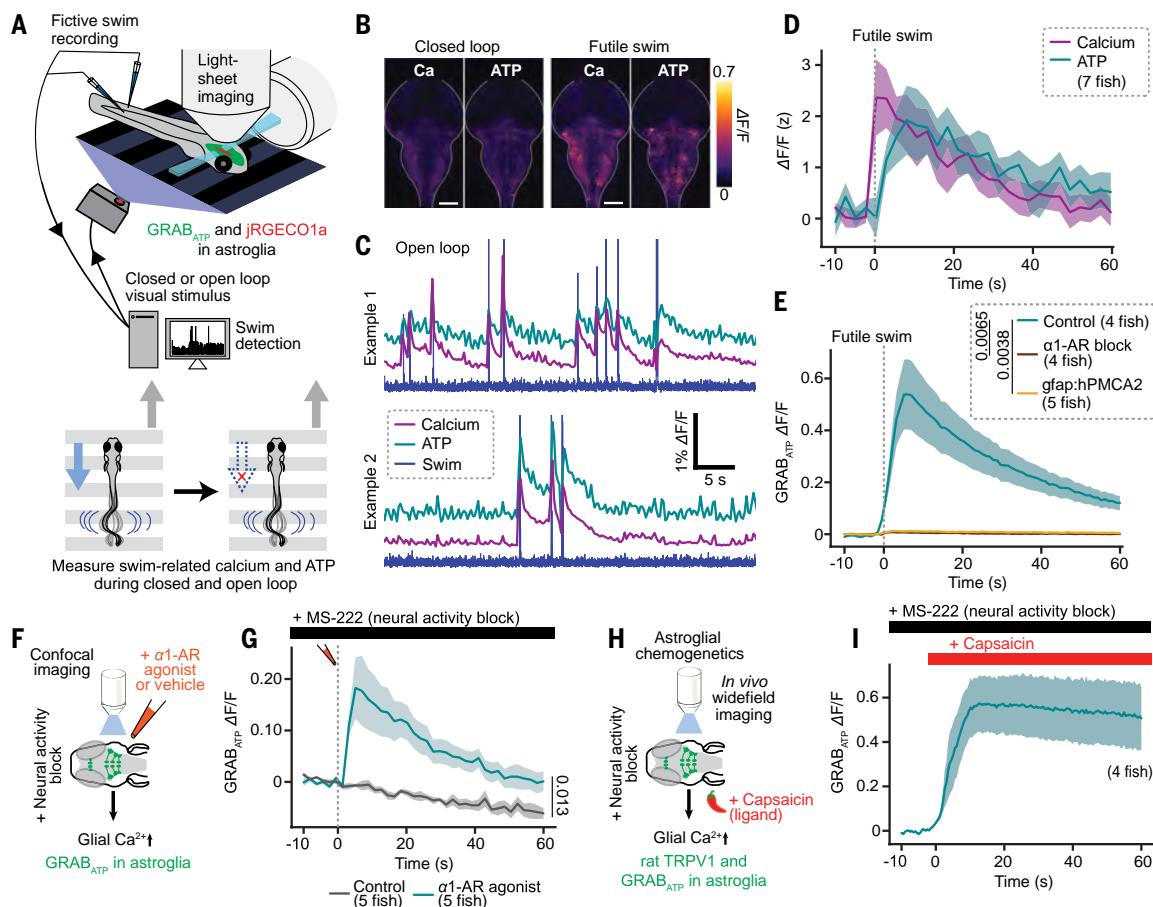 A
Fictive swim
recording
Light-
sheet
imaging
GRAB_ATP and jRGECO1a
in astroglia
Closed or open loop
visual stimulus
Swim
detection
Measure swim-related calcium and ATP
during closed and open loop
B
Closed loop
Futile swim
Ca
ATP
Ca
ATP
0.7
ΔF/F
0
C
Open loop
Example 1
Example 2
Calcium
ATP
Swim
1% ΔF/F
5 s
D
Futile swim
Calcium
ATP
(7 fish)
ΔF/F (z)
3
2
1
0
-10 0 20 40 60
Time (s)
E
Futile swim
0.0065
0.0038
Control (4 fish)
α1-AR block
(4 fish)
gfap:hPMCA2
(5 fish)
GRAB_ATP ΔF/F
0.6
0.4
0.2
0
-10 0 20 40 60
Time (s)
F
Confocal
imaging
+ α1-AR
agonist
or vehicle
+ Neural activity
block
Glial Ca²⁺
GRAB_ATP in astroglia
G
+ MS-222 (neural activity block)
GRAB_ATP ΔF/F
0.20
0.10
0
0.013
-10 0 20 40 60
Time (s)
Control
(5 fish)
α1-AR agonist
(5 fish)
H
Astroglial
chemogenetics
In vivo
widefield
imaging
+ Neural activity
block
+ Capsaicin
(ligand)
Glial Ca²⁺
rat TRPV1 and
GRAB_ATP in astroglia
I
+ MS-222 (neural activity block)
+ Capsaicin
GRAB_ATP ΔF/F
0.6
0.4
0.2
0
(4 fish)
-10 0 20 40 60
Time (s)